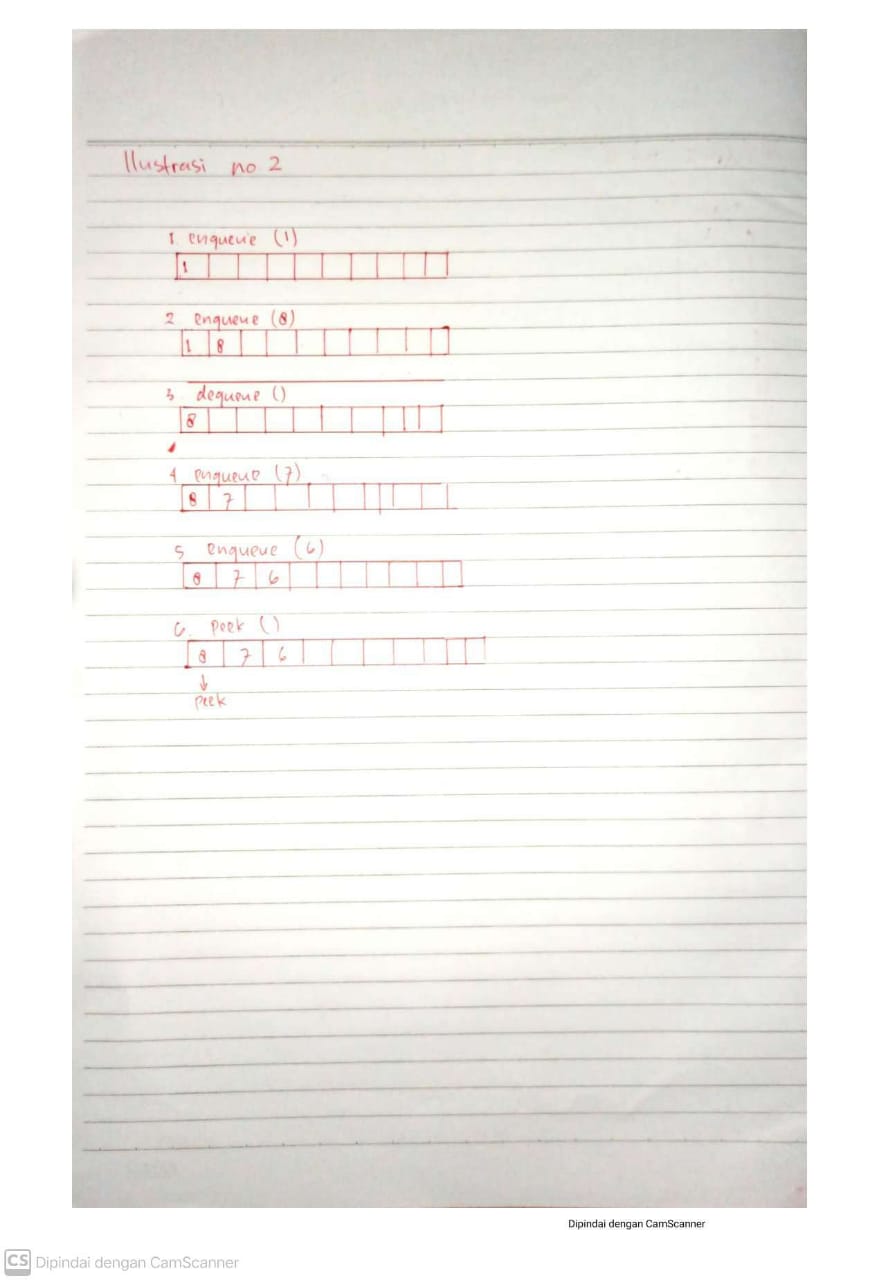 Ilustrasi no 2
1. enqueue (1)
1
2 enqueue (8)
1 8
3 dequeue ()
8
4 enqueue (7)
8 7
5 enqueue (6)
8 7 6
6. peek ()
8 7 6
peek
Dipindai dengan CamScanner
CS Dipindai dengan CamScanner